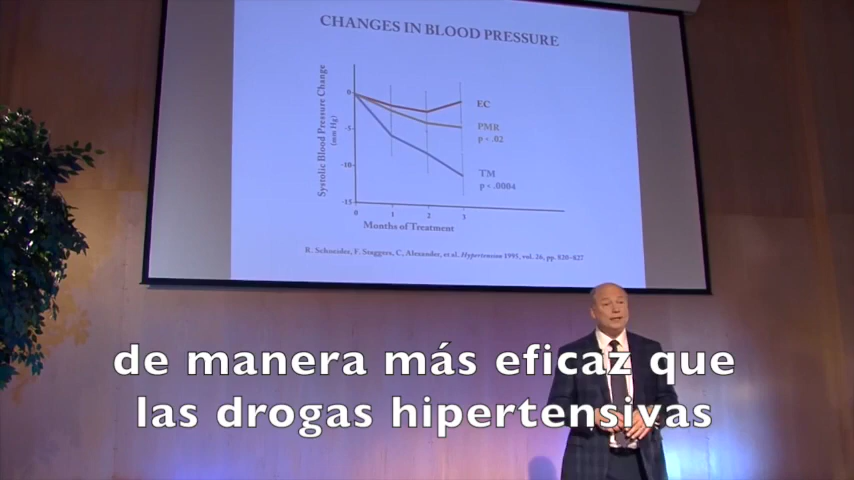 CHANGES IN BLOOD PRESSURE
Systolic Blood Pressure Change
(mm Hg)
0
-5
-10
-15
0 1 2 3
Months of Treatment
EC
PMR
p < .02
TM
p < .0004
R. Schneider, F. Staggers, C. Alexander, et al. Hypertension 1995, vol. 26, pp. 820-827
de manera más eficaz que
las drogas hipertensivas